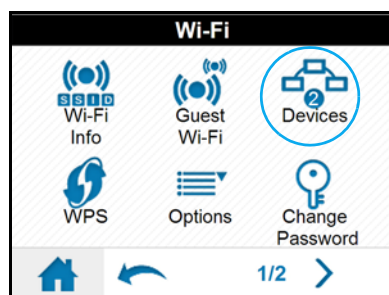 Wi-Fi
SSID
Wi-Fi
Info
Guest
Wi-Fi
2
Devices
WPS
Options
Change
Password
1/2